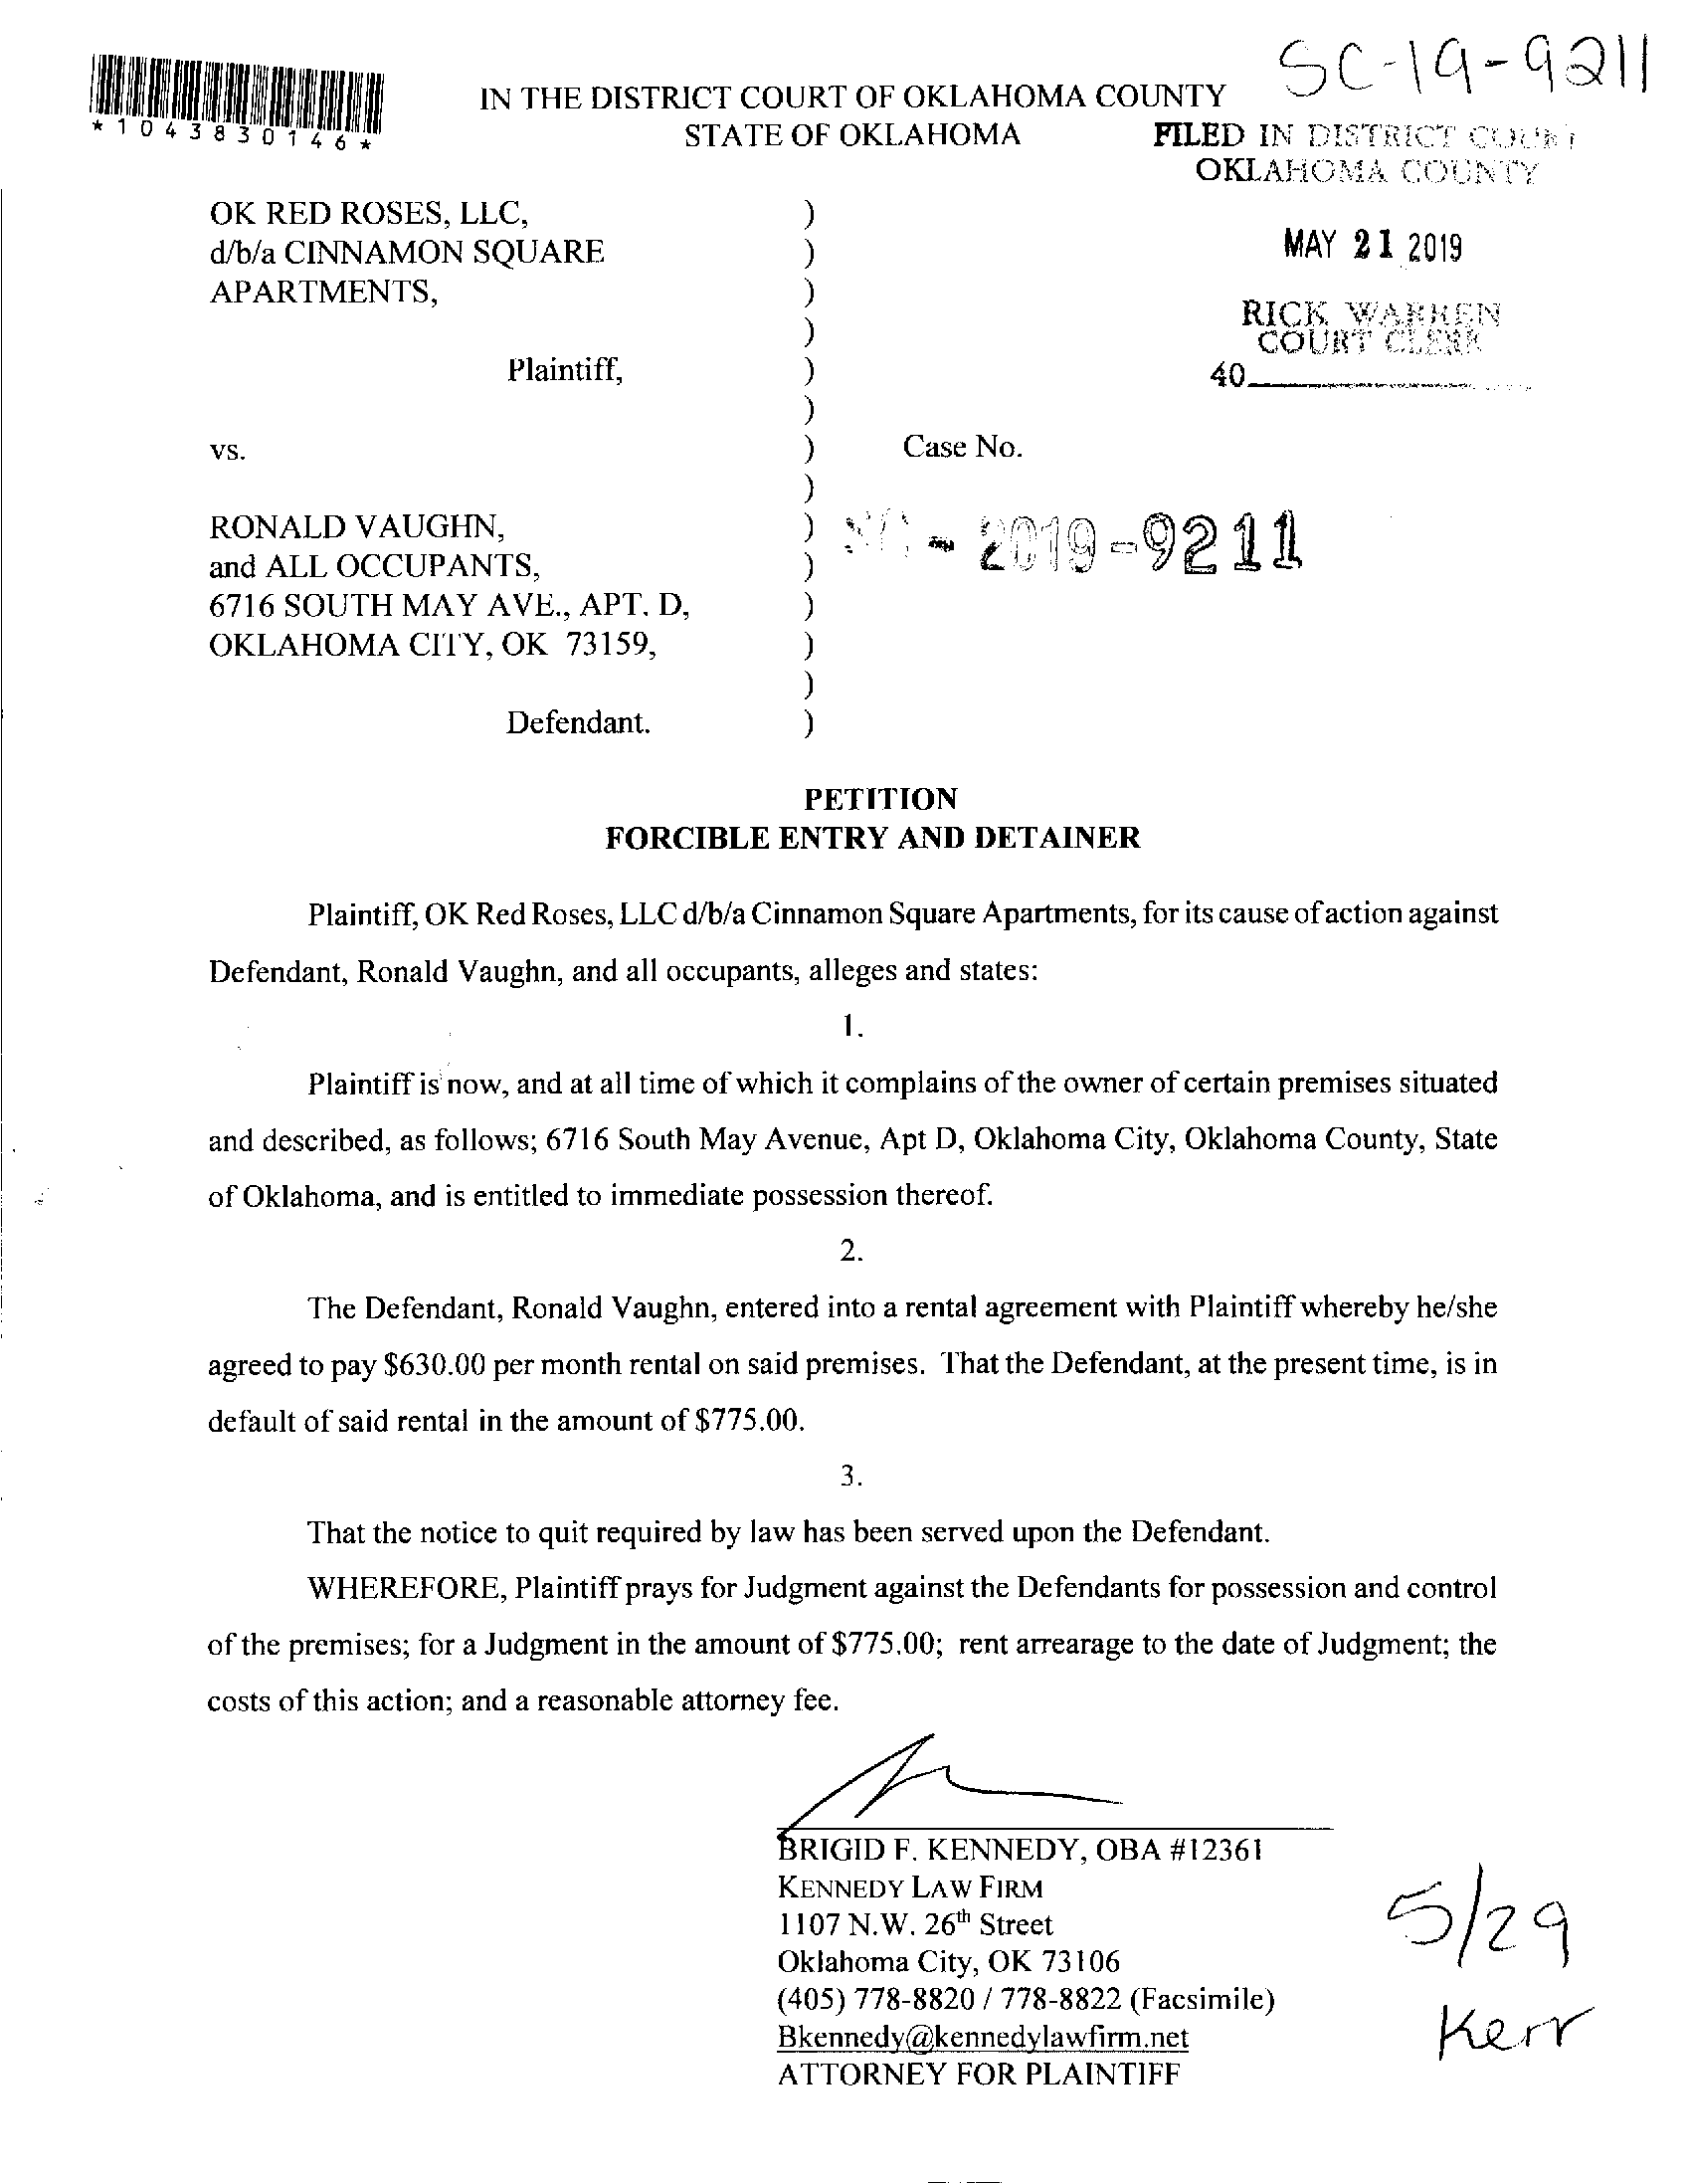 SC-19-9211
*1043830146*
IN THE DISTRICT COURT OF OKLAHOMA COUNTY
STATE OF OKLAHOMA
FILED IN DISTRICT COURT
OKLAHOMA COUNTY
MAY 21 2019
RICK WARREN
COURT CLERK
40
OK RED ROSES, LLC, )
d/b/a CINNAMON SQUARE )
APARTMENTS, )
)
Plaintiff, )
)
vs. ) Case No.
)
RONALD VAUGHN, ) SC - 2019 - 9211
and ALL OCCUPANTS, )
6716 SOUTH MAY AVE., APT. D, )
OKLAHOMA CITY, OK 73159, )
)
Defendant. )
PETITION
FORCIBLE ENTRY AND DETAINER
Plaintiff, OK Red Roses, LLC d/b/a Cinnamon Square Apartments, for its cause of action against
Defendant, Ronald Vaughn, and all occupants, alleges and states:
1.
Plaintiff is now, and at all time of which it complains of the owner of certain premises situated
and described, as follows; 6716 South May Avenue, Apt D, Oklahoma City, Oklahoma County, State
of Oklahoma, and is entitled to immediate possession thereof.
2.
The Defendant, Ronald Vaughn, entered into a rental agreement with Plaintiff whereby he/she
agreed to pay $630.00 per month rental on said premises. That the Defendant, at the present time, is in
default of said rental in the amount of $775.00.
3.
That the notice to quit required by law has been served upon the Defendant.
WHEREFORE, Plaintiff prays for Judgment against the Defendants for possession and control
of the premises; for a Judgment in the amount of $775.00; rent arrearage to the date of Judgment; the
costs of this action; and a reasonable attorney fee.
BRIGID F. KENNEDY, OBA #12361
KENNEDY LAW FIRM
1107 N.W. 26th Street
Oklahoma City, OK 73106
(405) 778-8820 / 778-8822 (Facsimile)
Bkennedy@kennedylawfirm.net
ATTORNEY FOR PLAINTIFF
5/29
Kerr